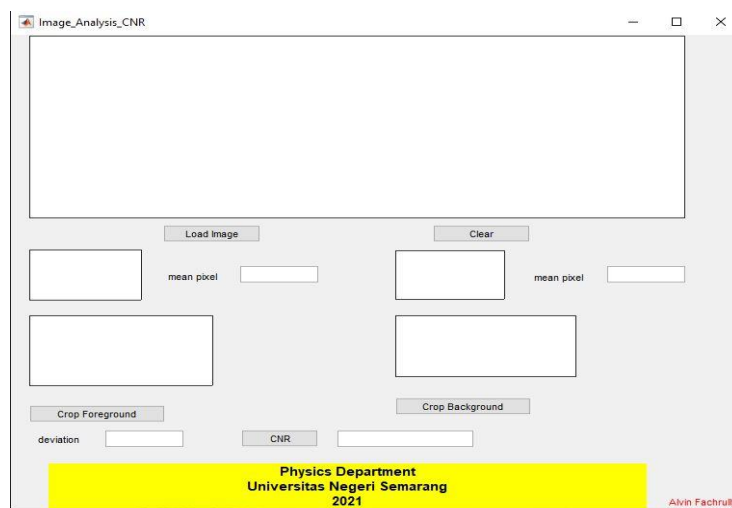 Image_Analysis_CNR
Load Image
Clear
mean pixel
mean pixel
Crop Foreground
Crop Background
deviation
CNR
Physics Department
Universitas Negeri Semarang
2021
Alvin Fachrull